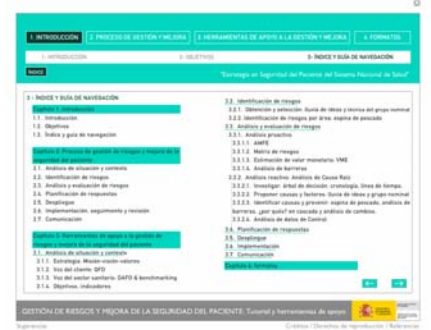 1. INTRODUCCIÓN
2. PROCESO DE GESTIÓN Y MEJORA
3. HERRAMIENTAS DE APOYO A LA GESTIÓN Y MEJORA
4. FORMATOS
1- INTRODUCCIÓN
2- OBJETIVOS
3- ÍNDICE Y GUÍA DE NAVEGACIÓN
ÍNDICE
"Estrategia en Seguridad del Paciente del Sistema Nacional de Salud"
3 - ÍNDICE Y GUÍA DE NAVEGACIÓN
Capítulo 1. Introducción
1.1. Introducción
1.2. Objetivos
1.3. Índice y guía de navegación
Capítulo 2. Proceso de gestión de riesgos y mejora de la
seguridad del paciente
2.1. Análisis de situación y contexto
2.2. Identificación de riesgos
2.3. Análisis y evaluación de riesgos
2.4. Planificación de respuestas
2.5. Despliegue
2.6. Implementación, seguimiento y revisión
2.7. Comunicación
Capítulo 3. Herramientas de apoyo a la gestión de
riesgos y mejora de la seguridad del paciente
3.1. Análisis de situación y contexto
3.1.1. Estrategia: Misión-visión-valores
3.1.2. Voz del cliente: QFD
3.1.3. Voz del sector sanitario: DAFO & benchmarking
3.1.4. Objetivos, indicadores
3.2. Identificación de riesgos
3.2.1. Obtención y selección: Guía de ideas y técnica del grupo nominal
3.2.2. Identificación de riesgos por área: espina de pescado
3.3. Análisis y evaluación de riesgos
3.3.1. Análisis proactivo
3.3.1.1. AMFE
3.3.1.2. Matriz de riesgos
3.3.1.3. Estimación de valor monetario: VME
3.3.1.4. Análisis de barreras
3.3.2. Análisis reactivo: Análisis de Causa Raíz
3.3.2.1. Investigar: árbol de decisión, cronología, línea de tiempo.
3.3.2.2. Proponer causas y factores: Guía de ideas y grupo nominal
3.3.2.3. Identificar causas y prevenir: espina de pescado, análisis de
barreras, ¿por qué? en cascada y análisis de cambios.
3.3.2.4. Análisis de datos de Control
3.4. Planificación de respuestas
3.5. Despliegue
3.6. Implementación
3.7. Comunicación
Capítulo 4. Formatos
GESTIÓN DE RIESGOS Y MEJORA DE LA SEGURIDAD DEL PACIENTE. Tutorial y herramientas de apoyo
Sugerencias
Créditos / Derechos de reproducción / Referencias